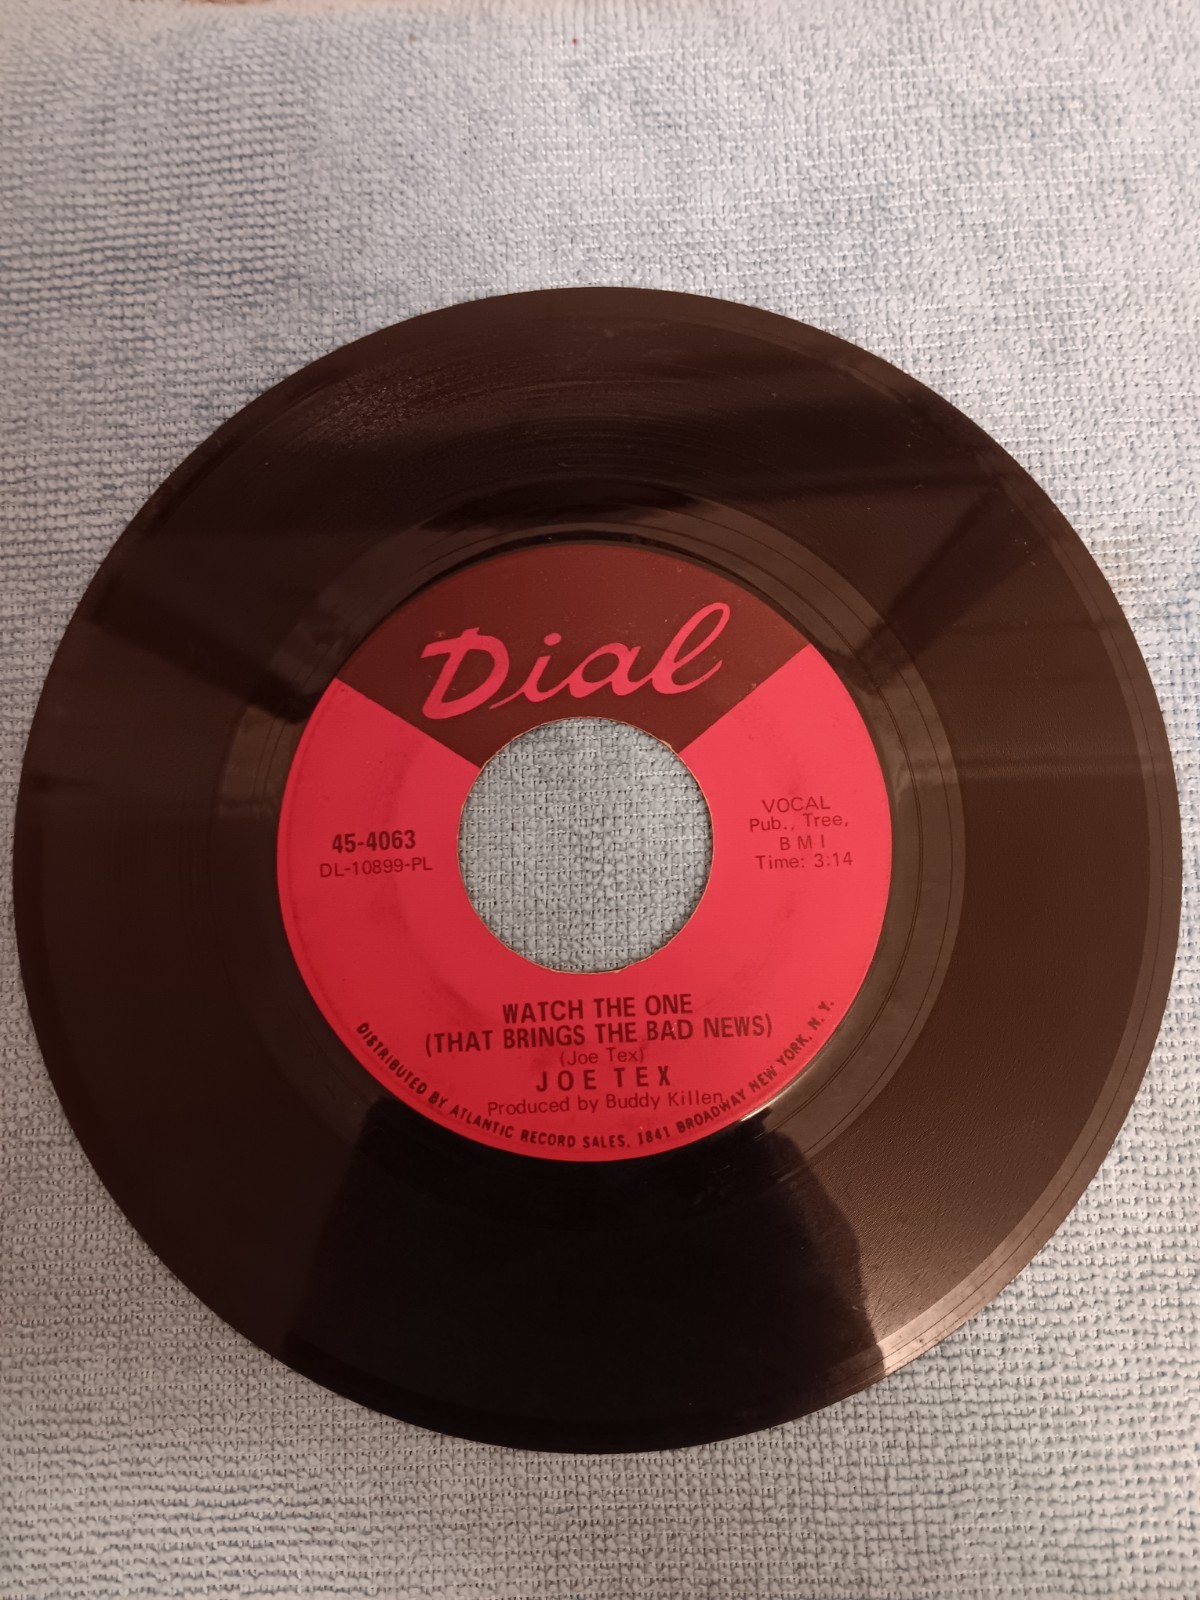 Dial
45-4063
DL-10899-PL
VOCAL
Pub., Tree,
B M I
Time: 3:14
WATCH THE ONE
(THAT BRINGS THE BAD NEWS)
(Joe Tex)
JOE TEX
Produced by Buddy Killen
DISTRIBUTED BY ATLANTIC RECORD SALES, 1841 BROADWAY NEW YORK, N. Y.